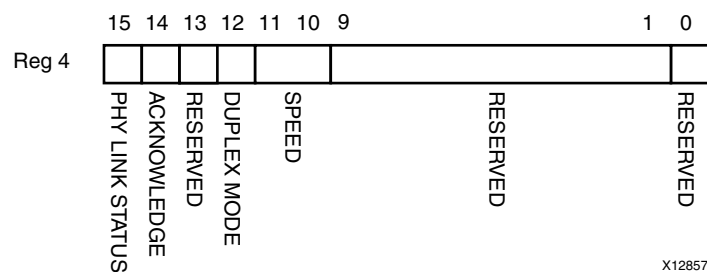 15 14 13 12 11 10 9 1 0
Reg 4
PHY LINK STATUS
ACKNOWLEDGE
RESERVED
DUPLEX MODE
SPEED
RESERVED
RESERVED
X12857